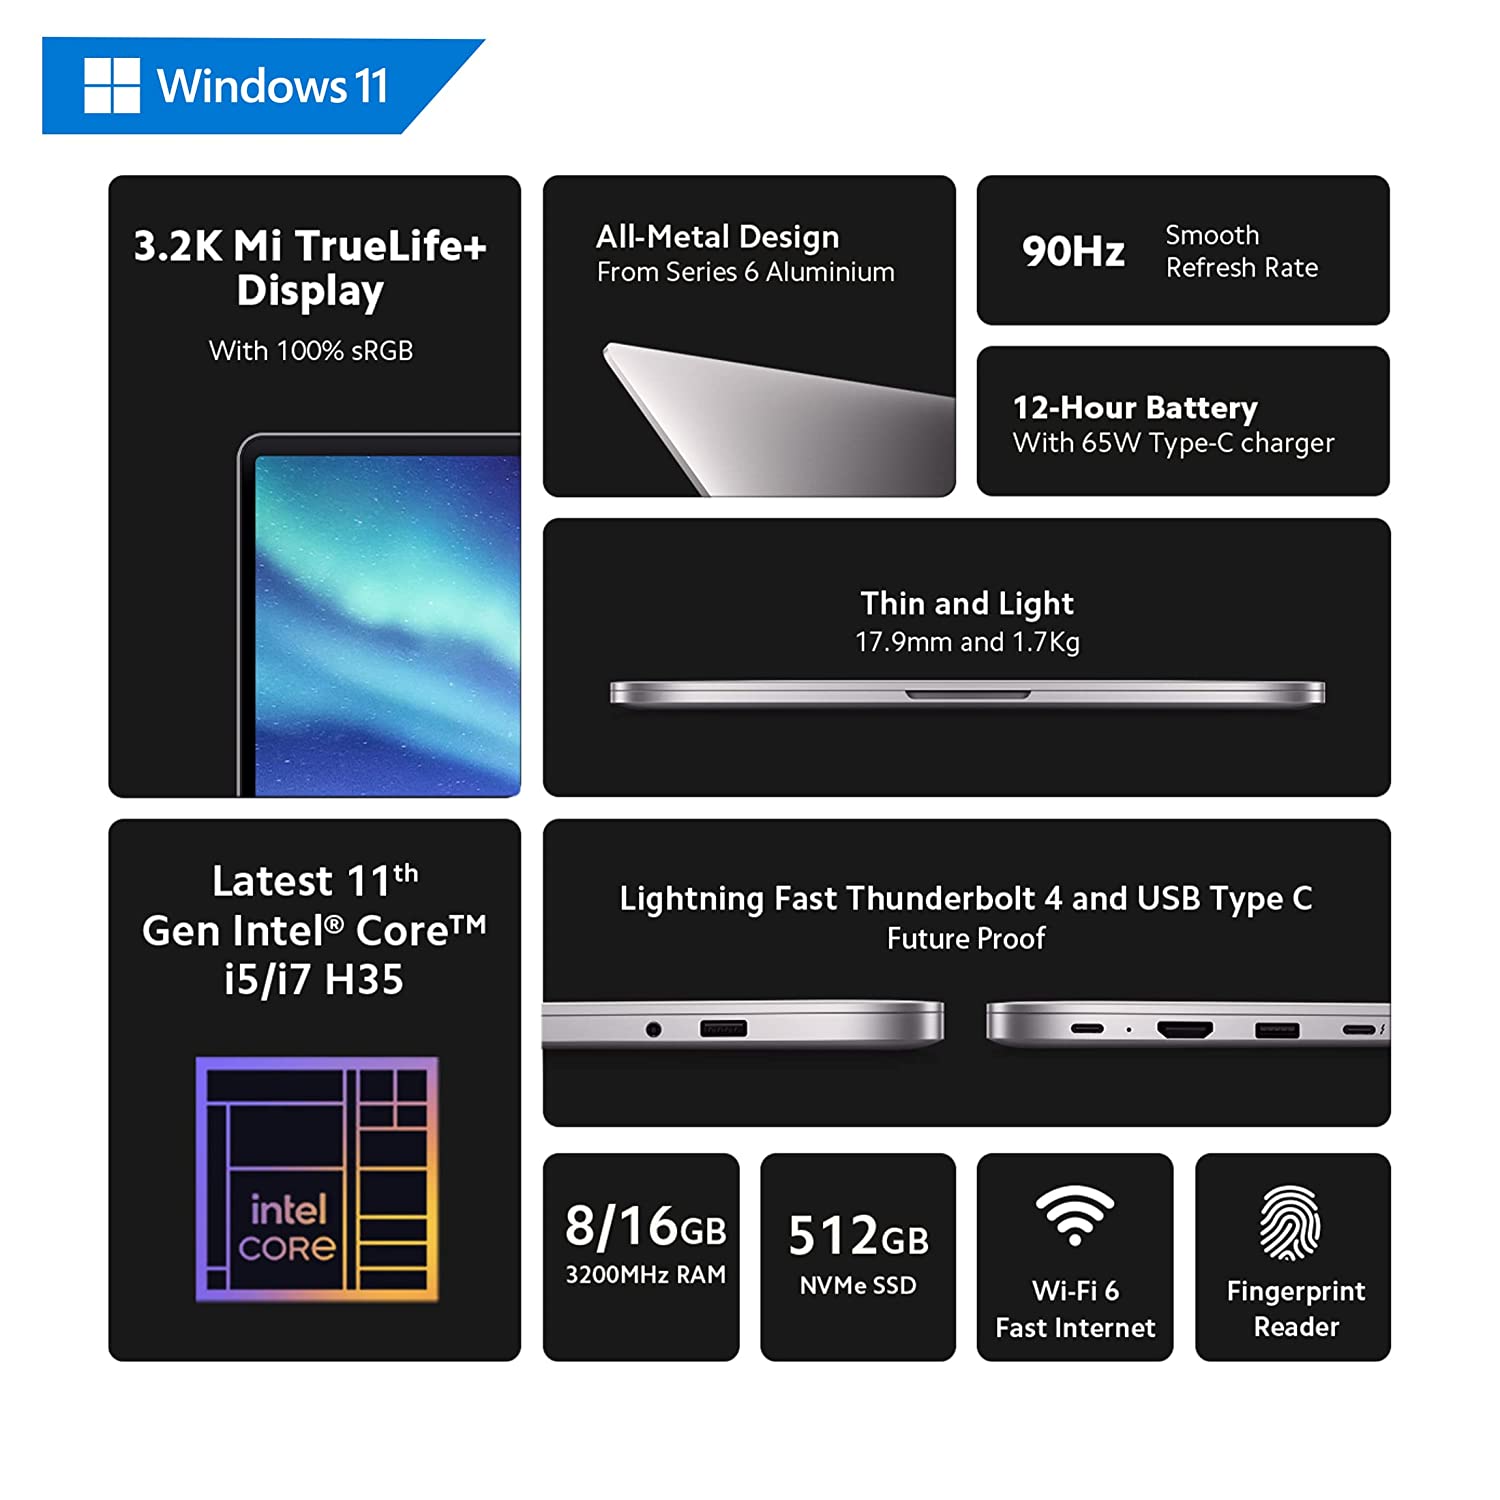 Windows 11
3.2K Mi TrueLife+
Display
With 100% sRGB
All-Metal Design
From Series 6 Aluminium
90Hz
Smooth
Refresh Rate
12-Hour Battery
With 65W Type-C charger
Thin and Light
17.9mm and 1.7Kg
Latest 11th
Gen Intel® Core™
i5/i7 H35
intel
CORE
Lightning Fast Thunderbolt 4 and USB Type C
Future Proof
8/16GB
3200MHz RAM
512GB
NVMe SSD
Wi-Fi 6
Fast Internet
Fingerprint
Reader